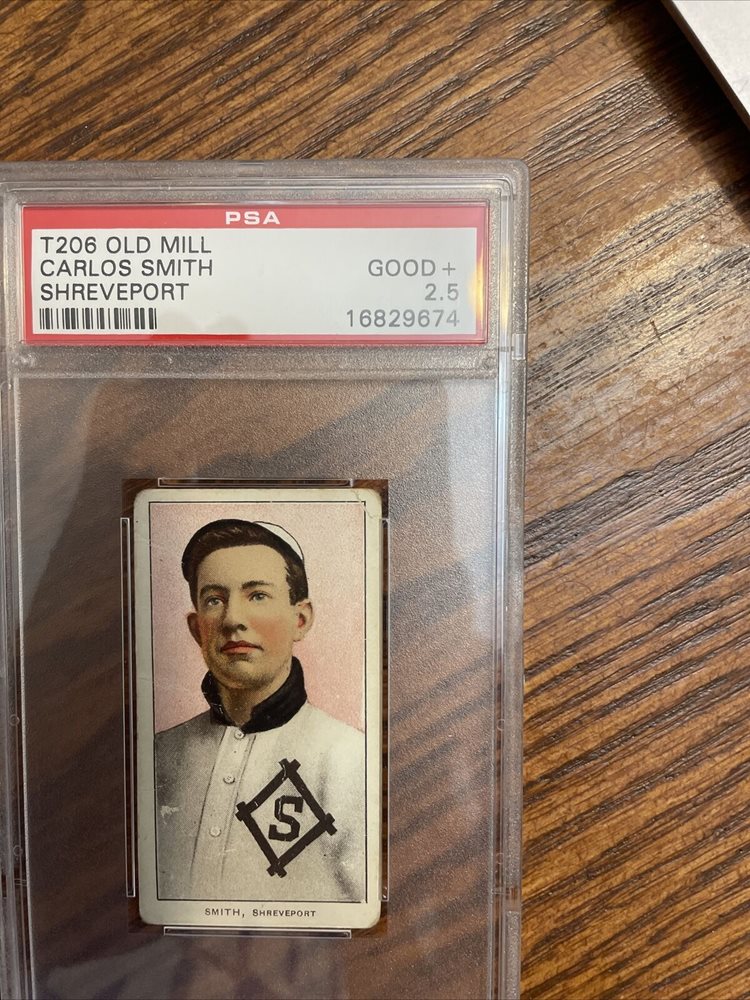 PSA
T206 OLD MILL
CARLOS SMITH GOOD+
SHREVEPORT 2.5
16829674
S
SMITH, SHREVEPORT